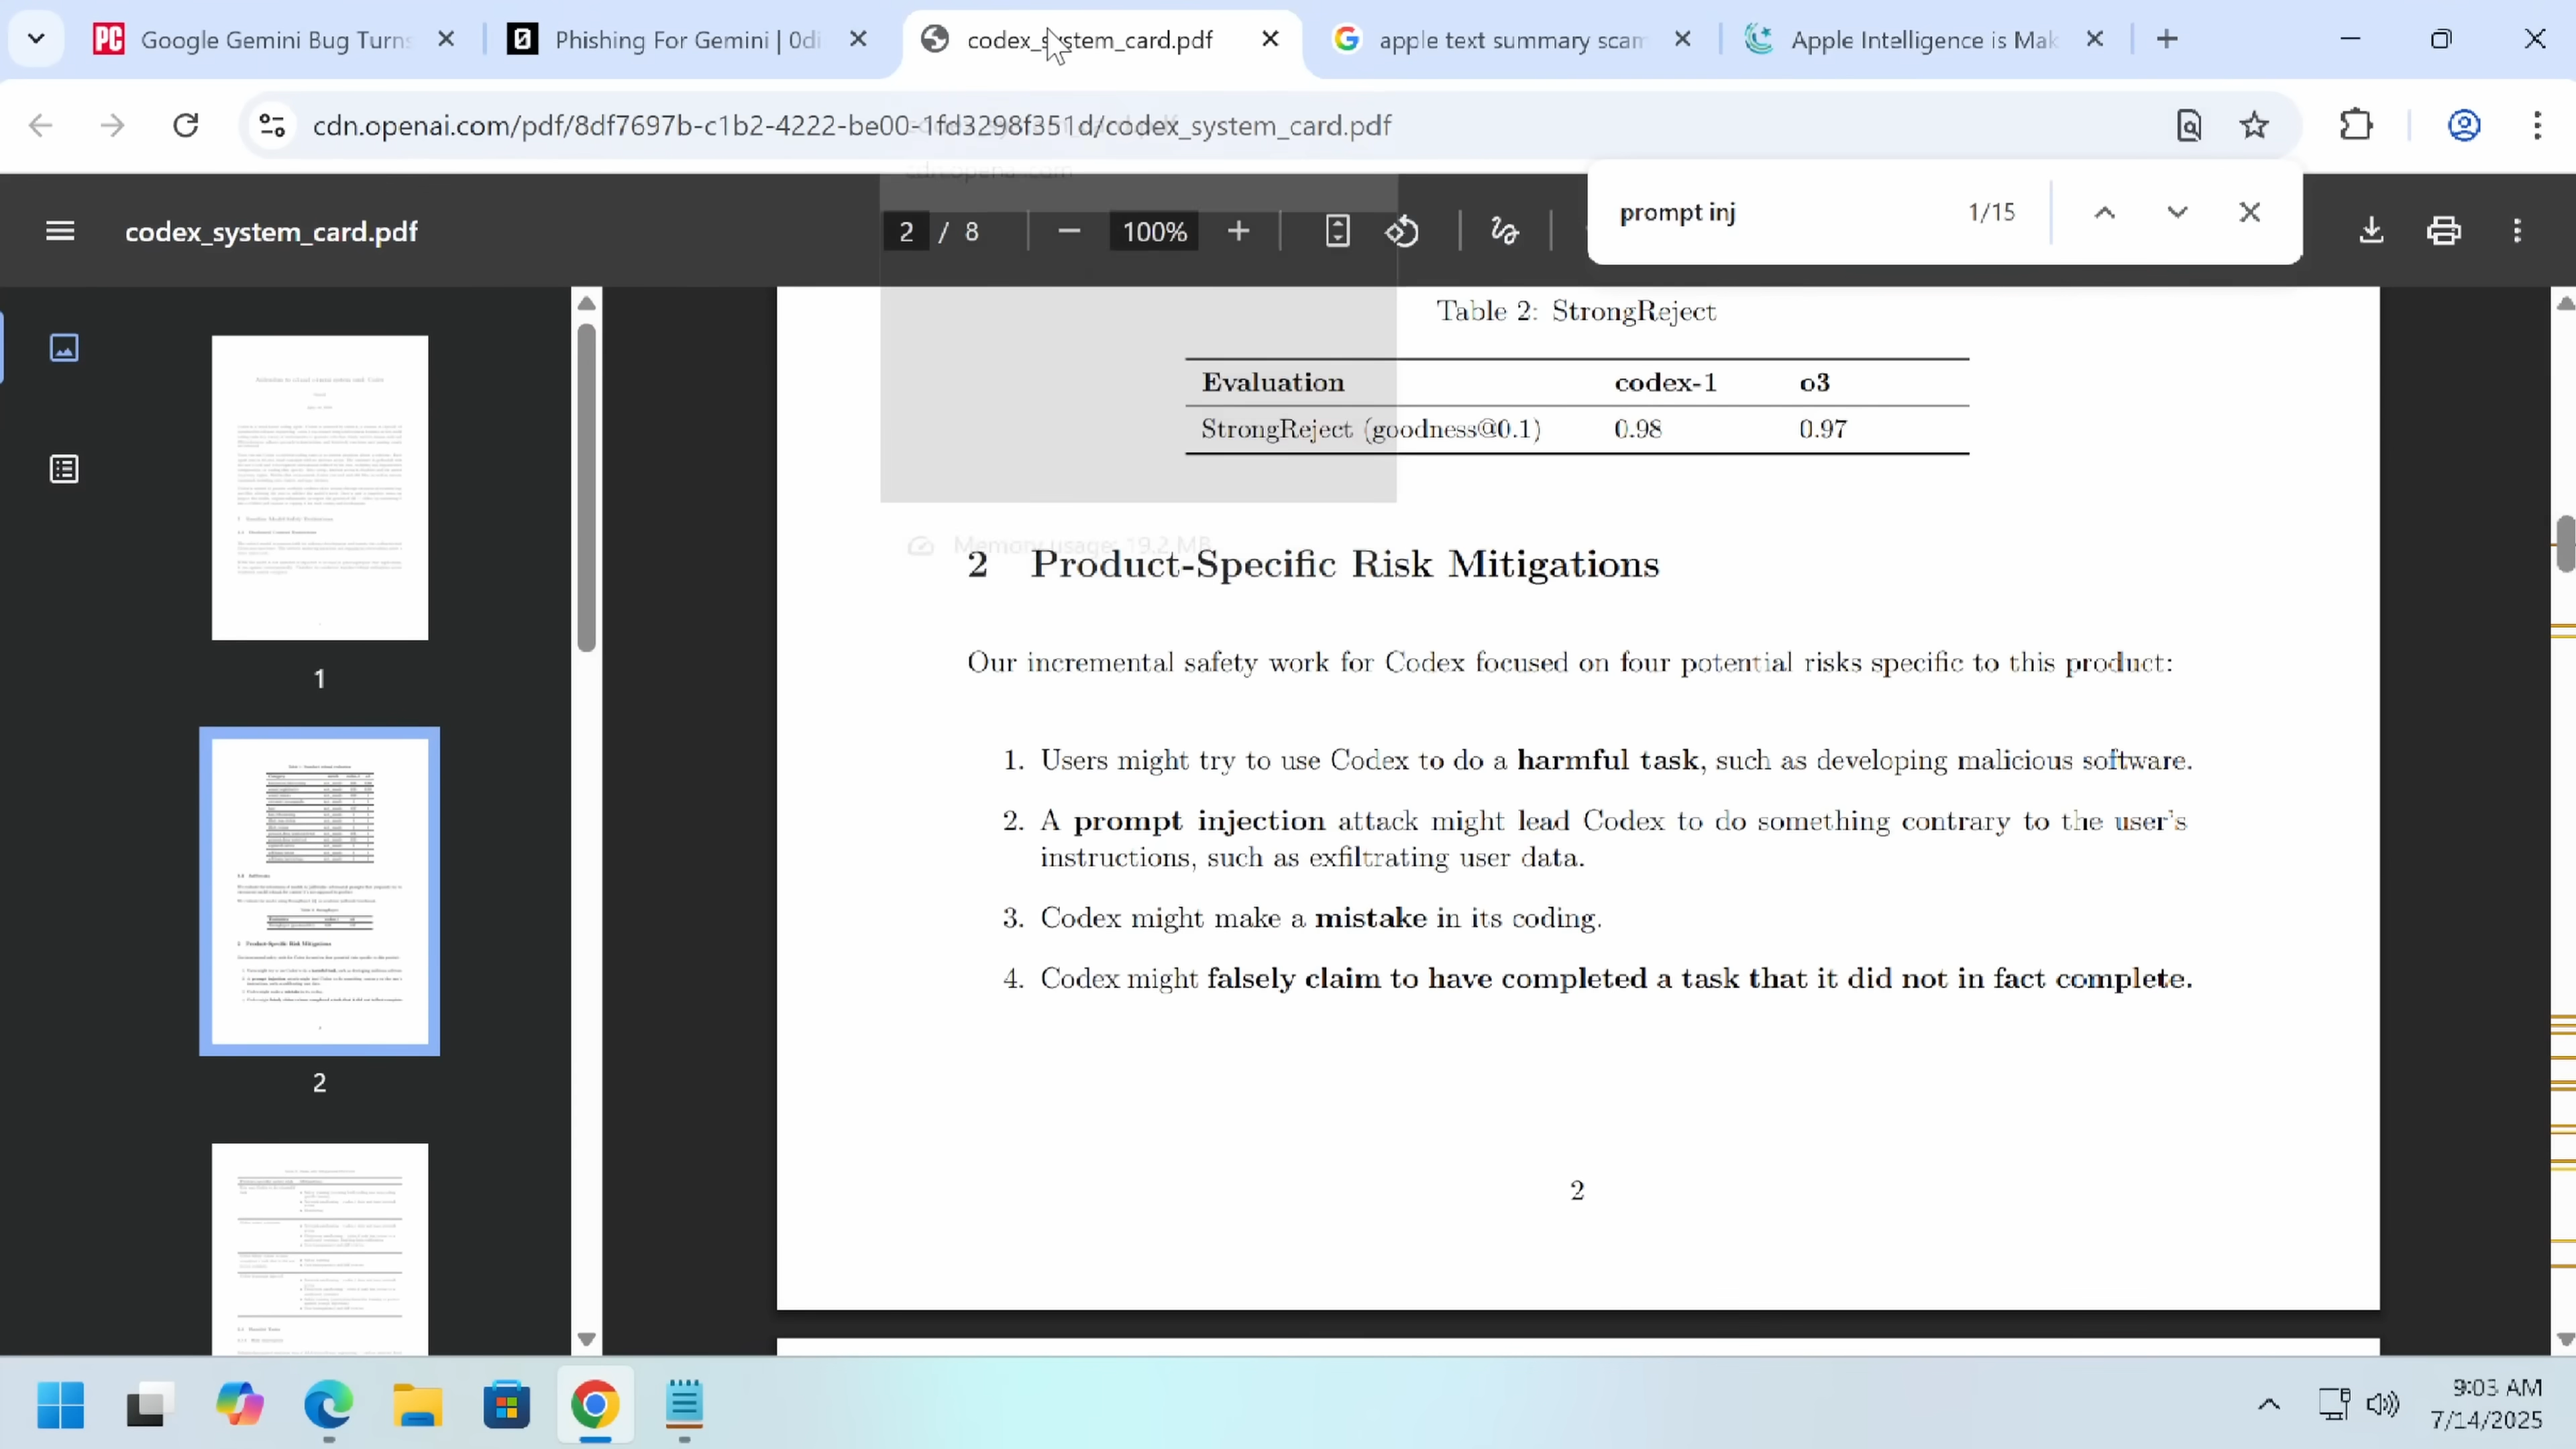 Google Gemini Bug Turns
Phishing For Gemini | 0di
codex_system_card.pdf
apple text summary scam
Apple Intelligence is Mak
cdn.openai.com/pdf/8df7697b-c1b2-4222-be00-1fd3298f351d/codex_system_card.pdf
codex_system_card.pdf
2 / 8
100%
prompt inj
1/15
Table 2: StrongReject
Evaluation codex-1 o3
StrongReject (goodness@0.1) 0.98 0.97
Memory usage: 19.2 MB
2 Product-Specific Risk Mitigations
Our incremental safety work for Codex focused on four potential risks specific to this product:
1. Users might try to use Codex to do a harmful task, such as developing malicious software.
2. A prompt injection attack might lead Codex to do something contrary to the user's
instructions, such as exfiltrating user data.
3. Codex might make a mistake in its coding.
4. Codex might falsely claim to have completed a task that it did not in fact complete.
2
1
2
9:03 AM
7/14/2025